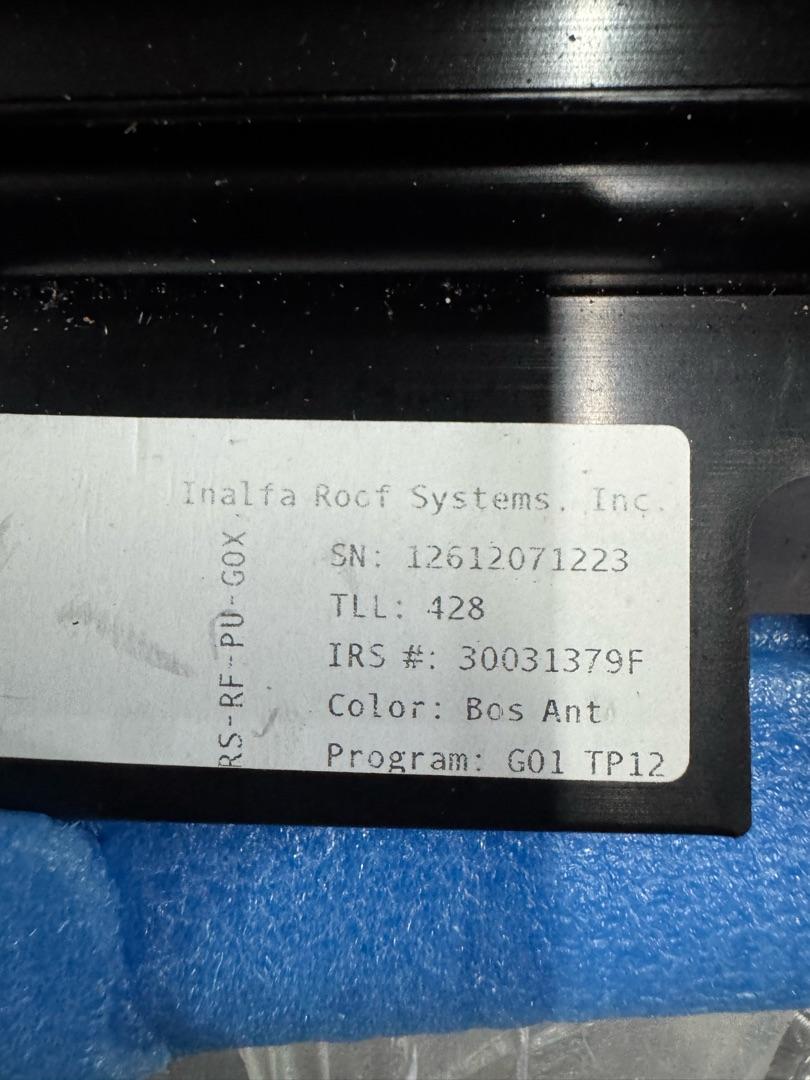 Inalfa Roof Systems, Inc.
RS-RF-PU-GOX
SN: 12612071223
TLL: 428
IRS #: 30031379F
Color: Bos Ant
Program: G01 TP12